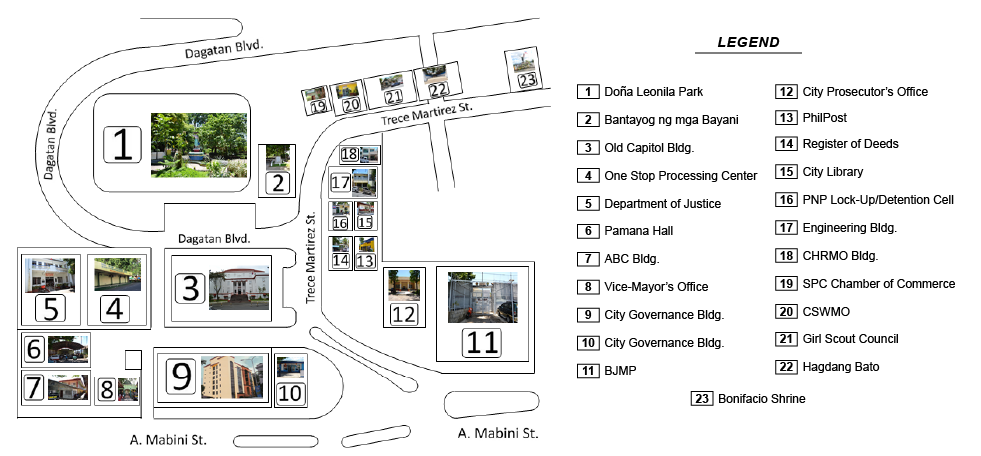 Dagatan Blvd.
Dagatan Blvd.
1
2
19
20
21
22
23
Trece Martirez St.
18
17
16
15
14
13
Dagatan Blvd.
Trece Martirez St.
5
4
3
12
11
6
7
8
9
10
A. Mabini St.
A. Mabini St.
LEGEND
1 Doña Leonila Park
2 Bantayog ng mga Bayani
3 Old Capitol Bldg.
4 One Stop Processing Center
5 Department of Justice
6 Pamana Hall
7 ABC Bldg.
8 Vice-Mayor's Office
9 City Governance Bldg.
10 City Governance Bldg.
11 BJMP
12 City Prosecutor's Office
13 PhilPost
14 Register of Deeds
15 City Library
16 PNP Lock-Up/Detention Cell
17 Engineering Bldg.
18 CHRMO Bldg.
19 SPC Chamber of Commerce
20 CSWMO
21 Girl Scout Council
22 Hagdang Bato
23 Bonifacio Shrine